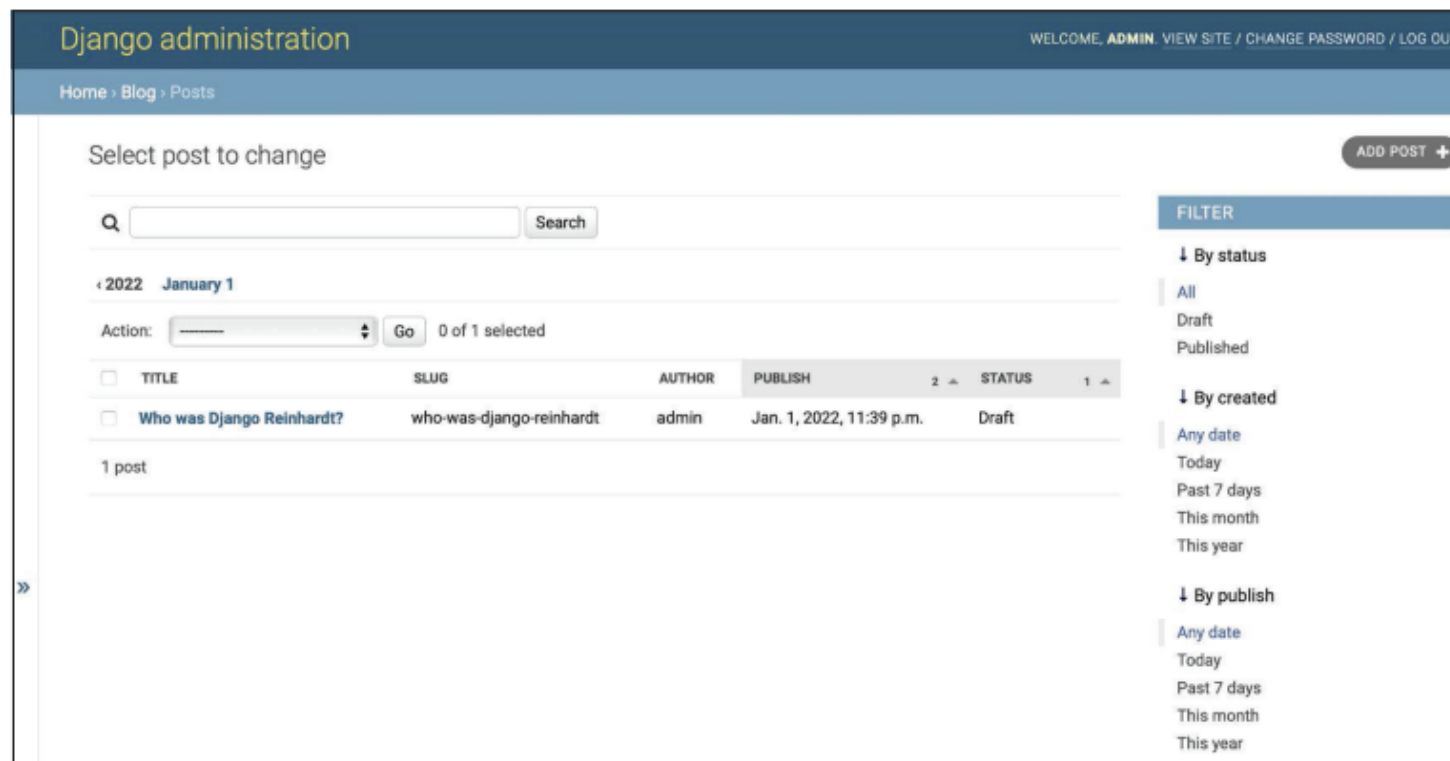 Django administration
WELCOME, ADMIN. VIEW SITE / CHANGE PASSWORD / LOG OU
Home › Blog › Posts
Select post to change
ADD POST +
Search
‹ 2022 January 1
Action: --------- Go 0 of 1 selected
TITLE SLUG AUTHOR PUBLISH 2 STATUS 1
Who was Django Reinhardt? who-was-django-reinhardt admin Jan. 1, 2022, 11:39 p.m. Draft
1 post
»
FILTER
↓ By status
All
Draft
Published
↓ By created
Any date
Today
Past 7 days
This month
This year
↓ By publish
Any date
Today
Past 7 days
This month
This year